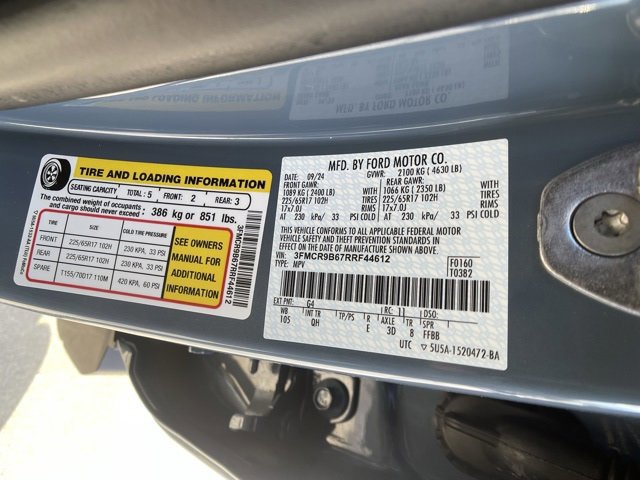 TIRE AND LOADING INFORMATION
SEATING CAPACITY TOTAL: 5 FRONT: 2 REAR: 3
The combined weight of occupants and cargo should never exceed: 386 kg or 851 lbs.
TIRE SIZE COLD TIRE PRESSURE
FRONT 225/65R17 102H 230 KPA, 33 PSI
REAR 225/65R17 102H 230 KPA, 33 PSI
SPARE T155/70D17 110M 420 KPA, 60 PSI
SEE OWNERS
MANUAL FOR
ADDITIONAL
INFORMATION
3FMCR9B67RRF44612
MFD. BY FORD MOTOR CO.
DATE: 09/24 GVWR: 2100 KG (4630 LB)
FRONT GAWR: REAR GAWR:
1089 KG (2400 LB) WITH 1066 KG (2350 LB) WITH
225/65R17 102H TIRES 225/65R17 102H TIRES
17x7.0J RIMS 17x7.0J RIMS
AT 230 kPa/ 33 PSI COLD AT 230 kPa/ 33 PSI COLD
THIS VEHICLE CONFORMS TO ALL APPLICABLE FEDERAL MOTOR
VEHICLE SAFETY AND THEFT PREVENTION STANDARDS IN
EFFECT ON THE DATE OF MANUFACTURE SHOWN ABOVE.
VIN: 3FMCR9B67RRF44612 F0160
TYPE: MPV T0382
EXT PNT: G4 RC: 11 DSO:
WB INT TR TP/PS R AXLE TR SPR
105 QH E 3D 8 FFBB
UTC ▽5U5A-1520472-BA